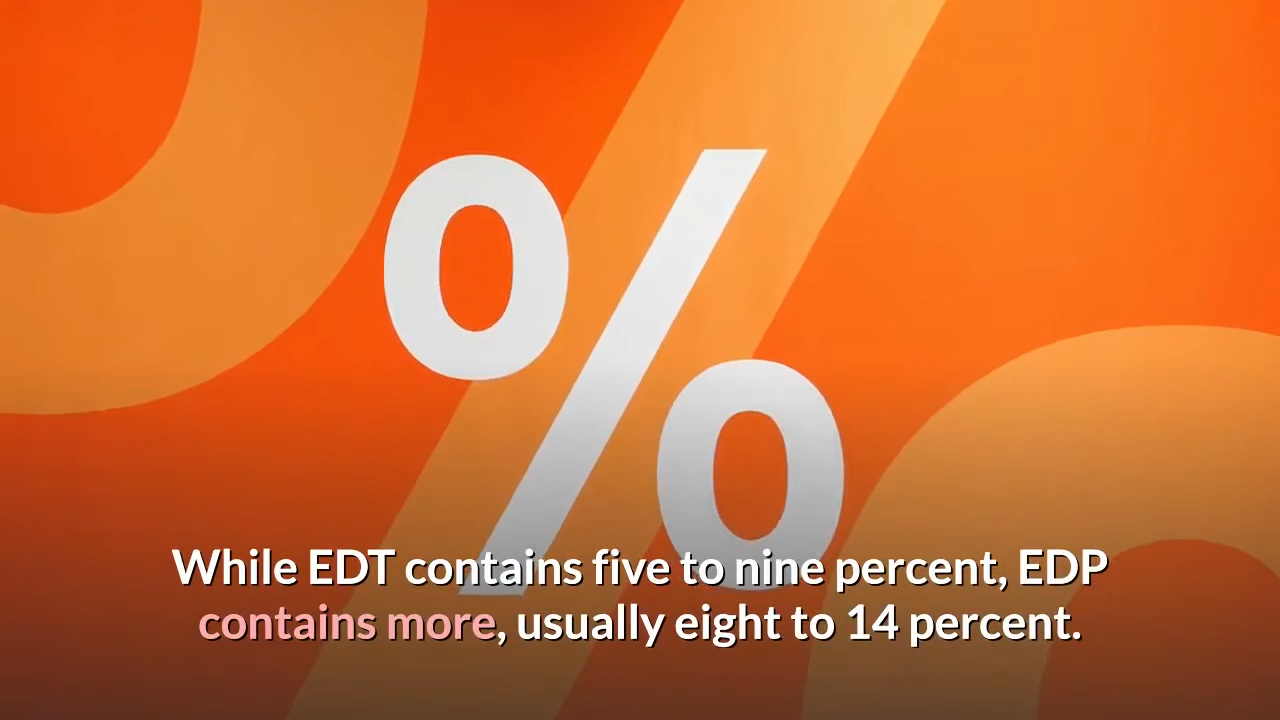 %
While EDT contains five to nine percent, EDP
contains more, usually eight to 14 percent.